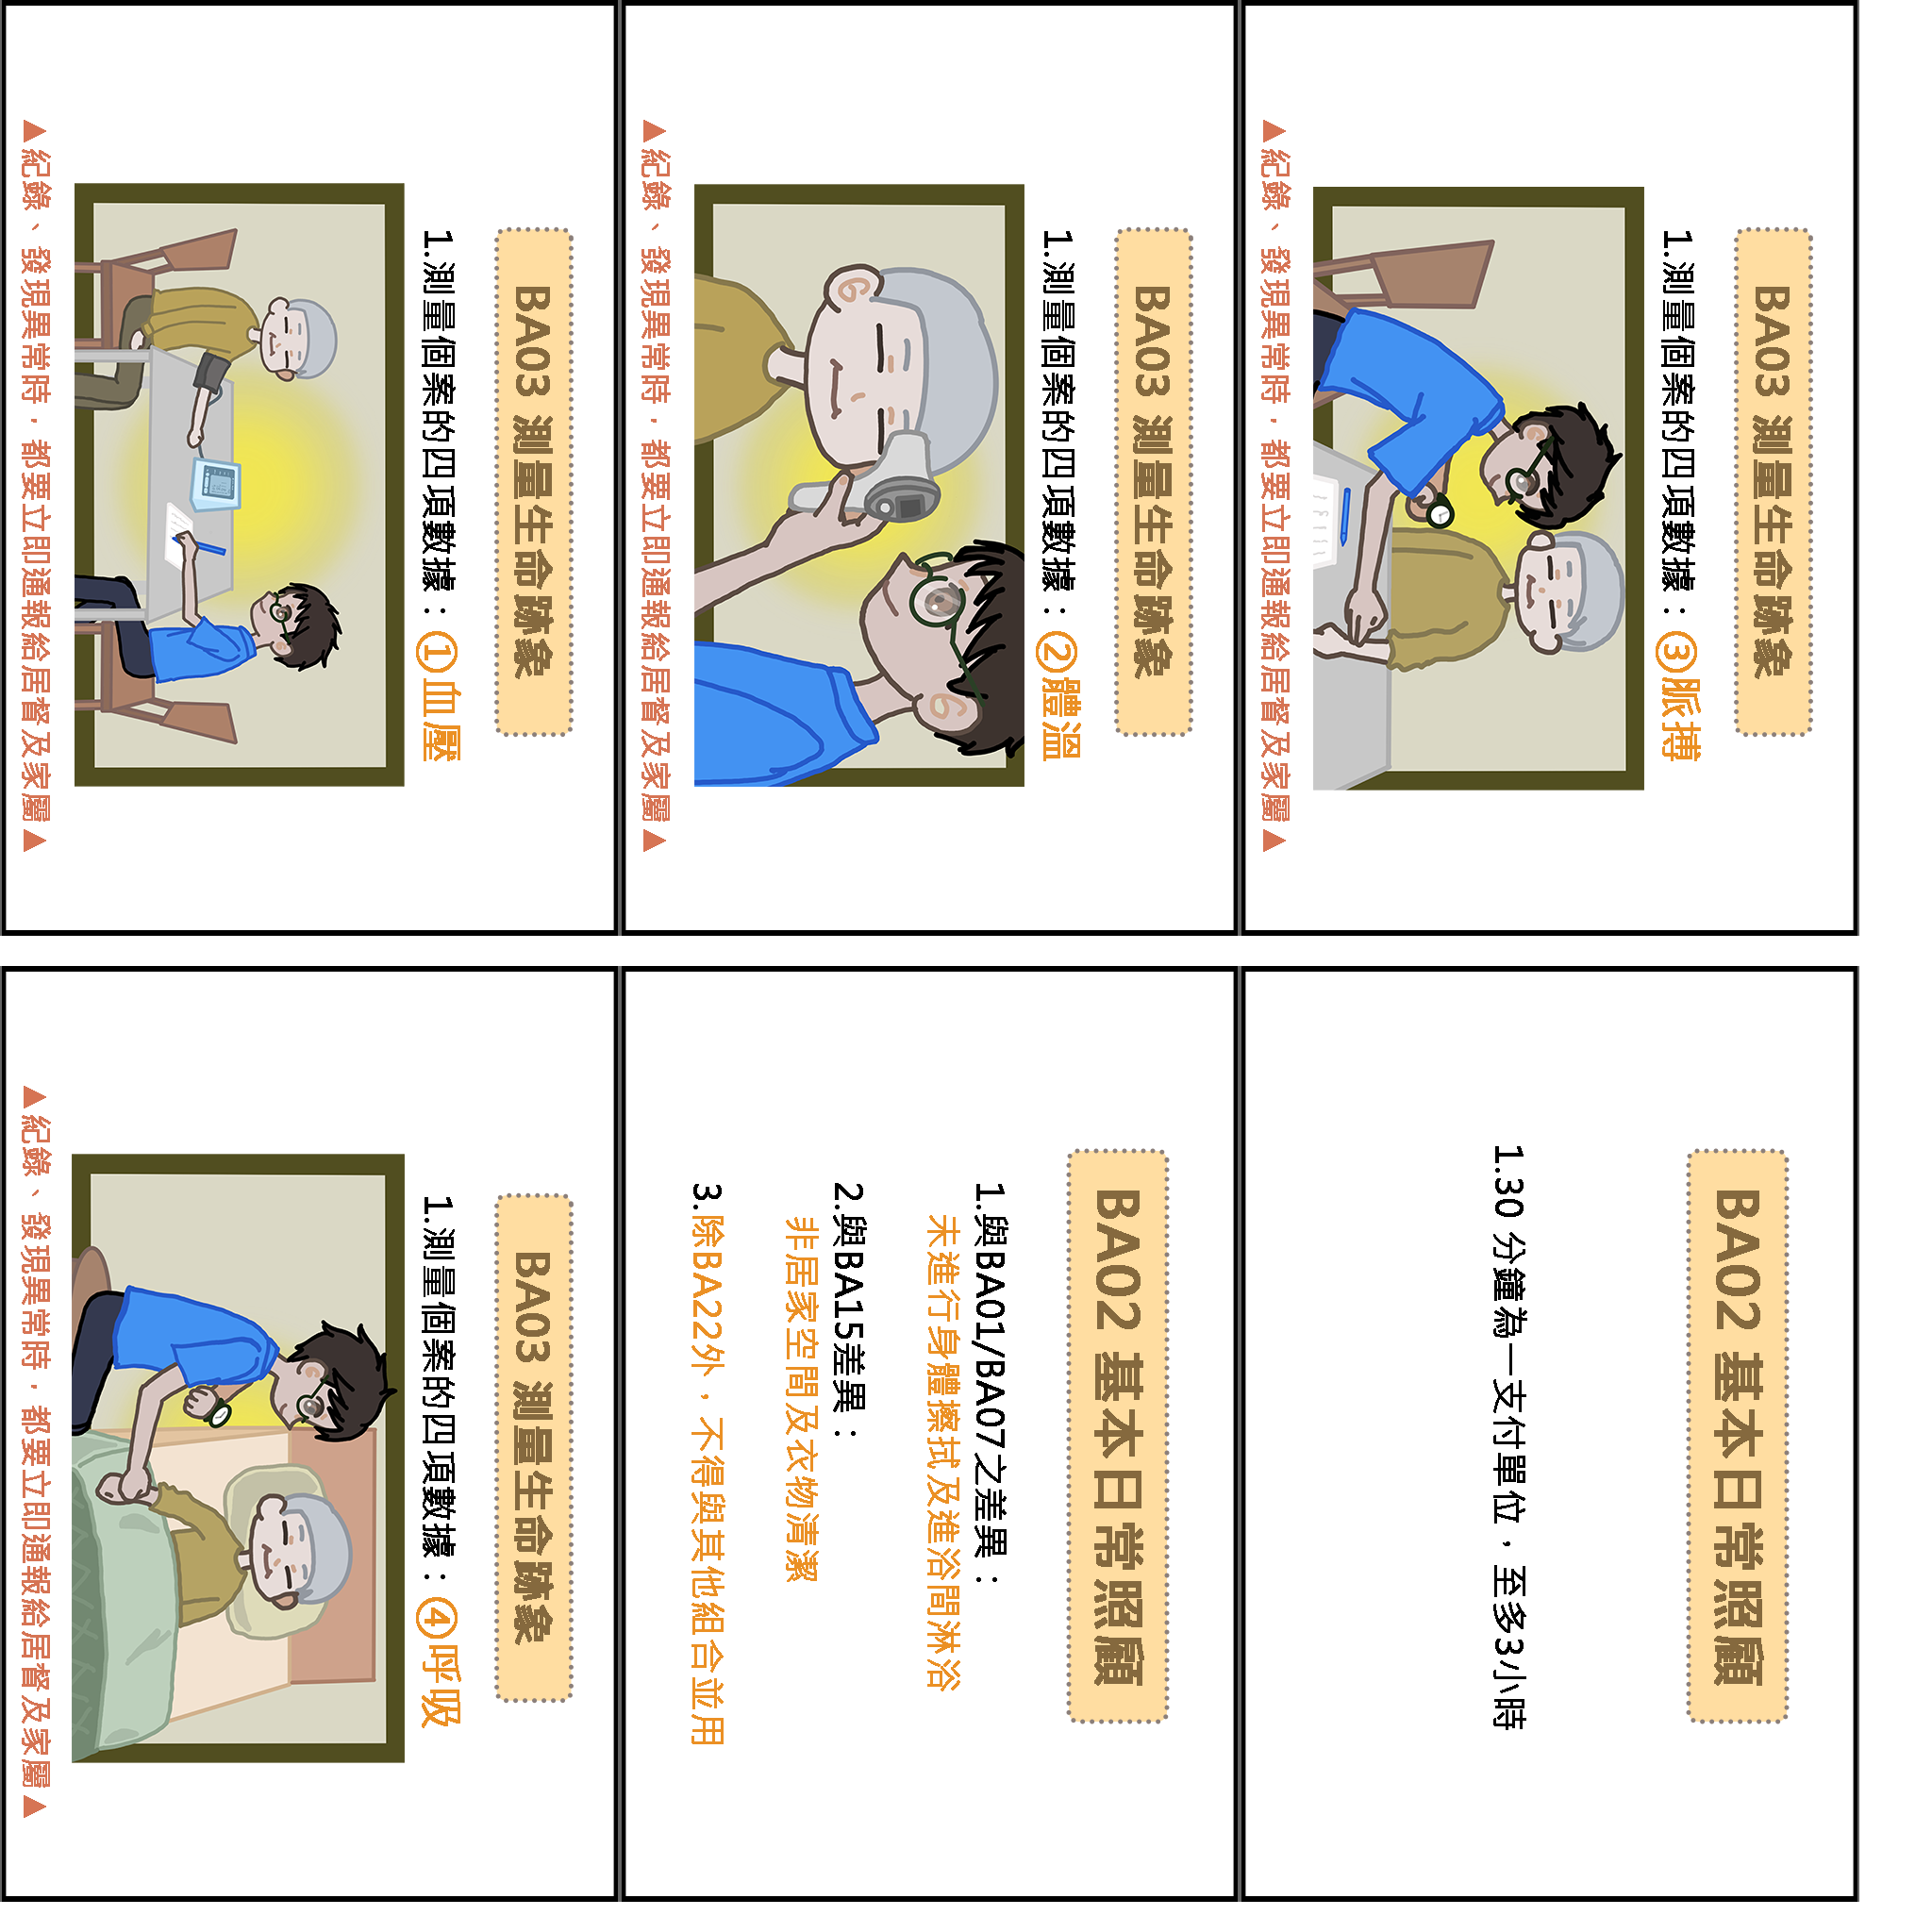 BA03 測量生命跡象
1.測量個案的四項數據：③脈搏
▲紀錄、發現異常時，都要立即通報給居督及家屬▲
BA02 基本日常照顧
1.30 分鐘為一支付單位，至多3小時
BA03 測量生命跡象
1.測量個案的四項數據：②體溫
▲紀錄、發現異常時，都要立即通報給居督及家屬▲
BA02 基本日常照顧
1.與BA01/BA07之差異：
未進行身體擦拭及進浴間淋浴
2.與BA15差異：
非居家空間及衣物清潔
3.除BA22外，不得與其他組合並用
BA03 測量生命跡象
1.測量個案的四項數據：①血壓
▲紀錄、發現異常時，都要立即通報給居督及家屬▲
BA03 測量生命跡象
1.測量個案的四項數據：④呼吸
▲紀錄、發現異常時，都要立即通報給居督及家屬▲